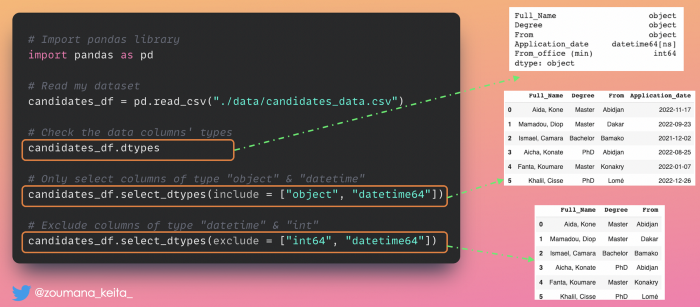 # Import pandas library
import pandas as pd
# Read my dataset
candidates_df = pd.read_csv("./data/candidates_data.csv")
# Check the data columns' types
candidates_df.dtypes
# Only select columns of type "object" & "datetime"
candidates_df.select_dtypes(include = ["object", "datetime64"])
# Exclude columns of type "datetime" & "int"
candidates_df.select_dtypes(exclude = ["int64", "datetime64"])
@zoumana_keita_
Full_Name object
Degree object
From object
Application_date datetime64[ns]
From_office (min) int64
dtype: object
Full_Name Degree From Application_date
0 Aida, Kone Master Abidjan 2022-11-17
1 Mamadou, Diop Master Dakar 2022-09-23
2 Ismael, Camara Bachelor Bamako 2021-12-02
3 Aicha, Konate PhD Abidjan 2022-08-25
4 Fanta, Koumare Master Konakry 2022-01-07
5 Khalil, Cisse PhD Lomé 2022-12-26
Full_Name Degree From
0 Aida, Kone Master Abidjan
1 Mamadou, Diop Master Dakar
2 Ismael, Camara Bachelor Bamako
3 Aicha, Konate PhD Abidjan
4 Fanta, Koumare Master Konakry
5 Khalil, Cisse PhD Lomé